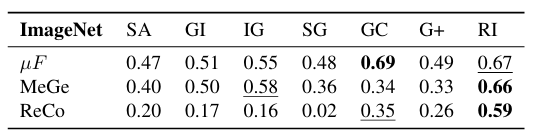 ImageNet SA GI IG SG GC G+ RI
μF 0.47 0.51 0.55 0.48 0.69 0.49 0.67
MeGe 0.40 0.50 0.58 0.36 0.34 0.33 0.66
ReCo 0.20 0.17 0.16 0.02 0.35 0.26 0.59